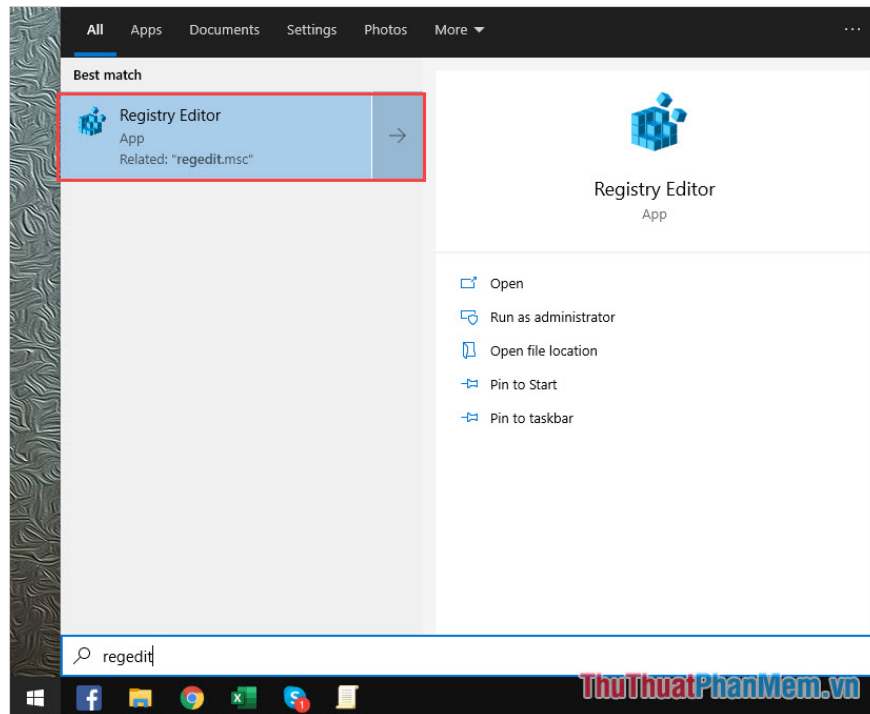 All Apps Documents Settings Photos More
Best match
Registry Editor
App
Related: "regedit.msc"
Registry Editor
App
Open
Run as administrator
Open file location
Pin to Start
Pin to taskbar
regedit
ThuThuatPhanMem.vn
1